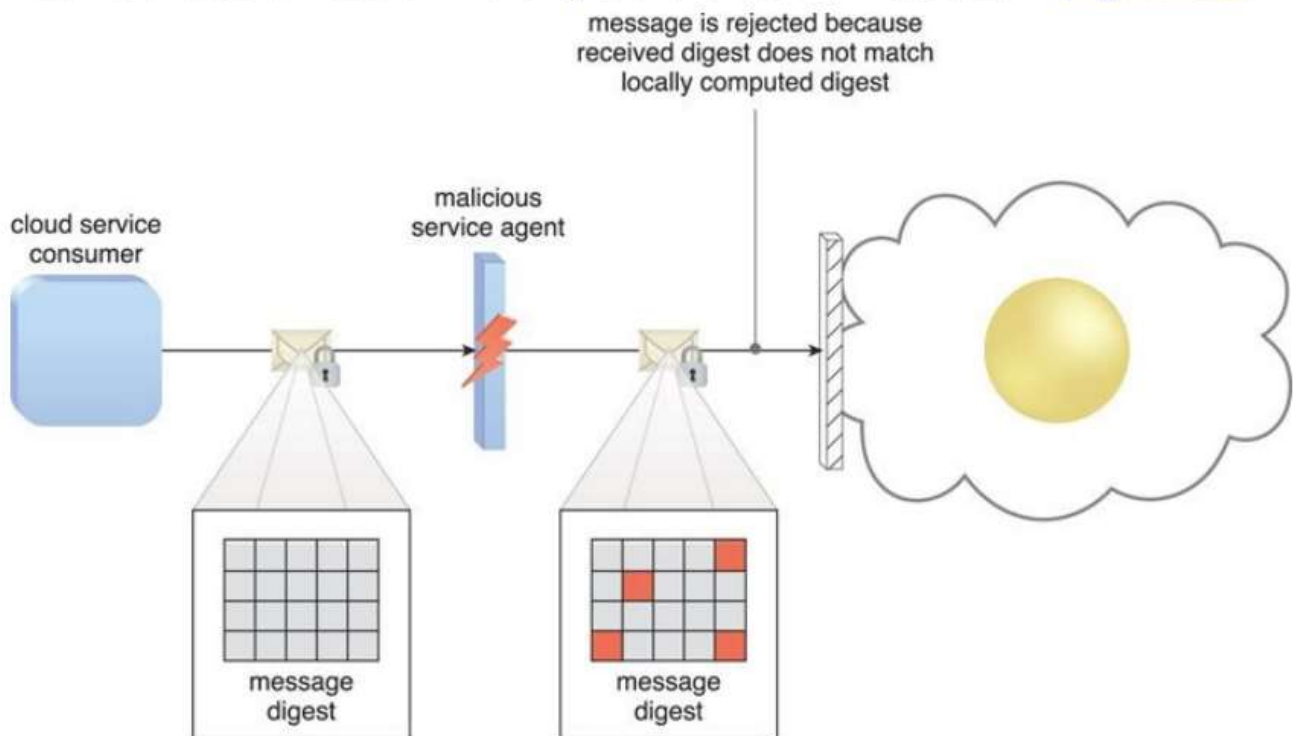 message is rejected because
received digest does not match
locally computed digest
malicious
service agent
cloud service
consumer
message
digest
message
digest